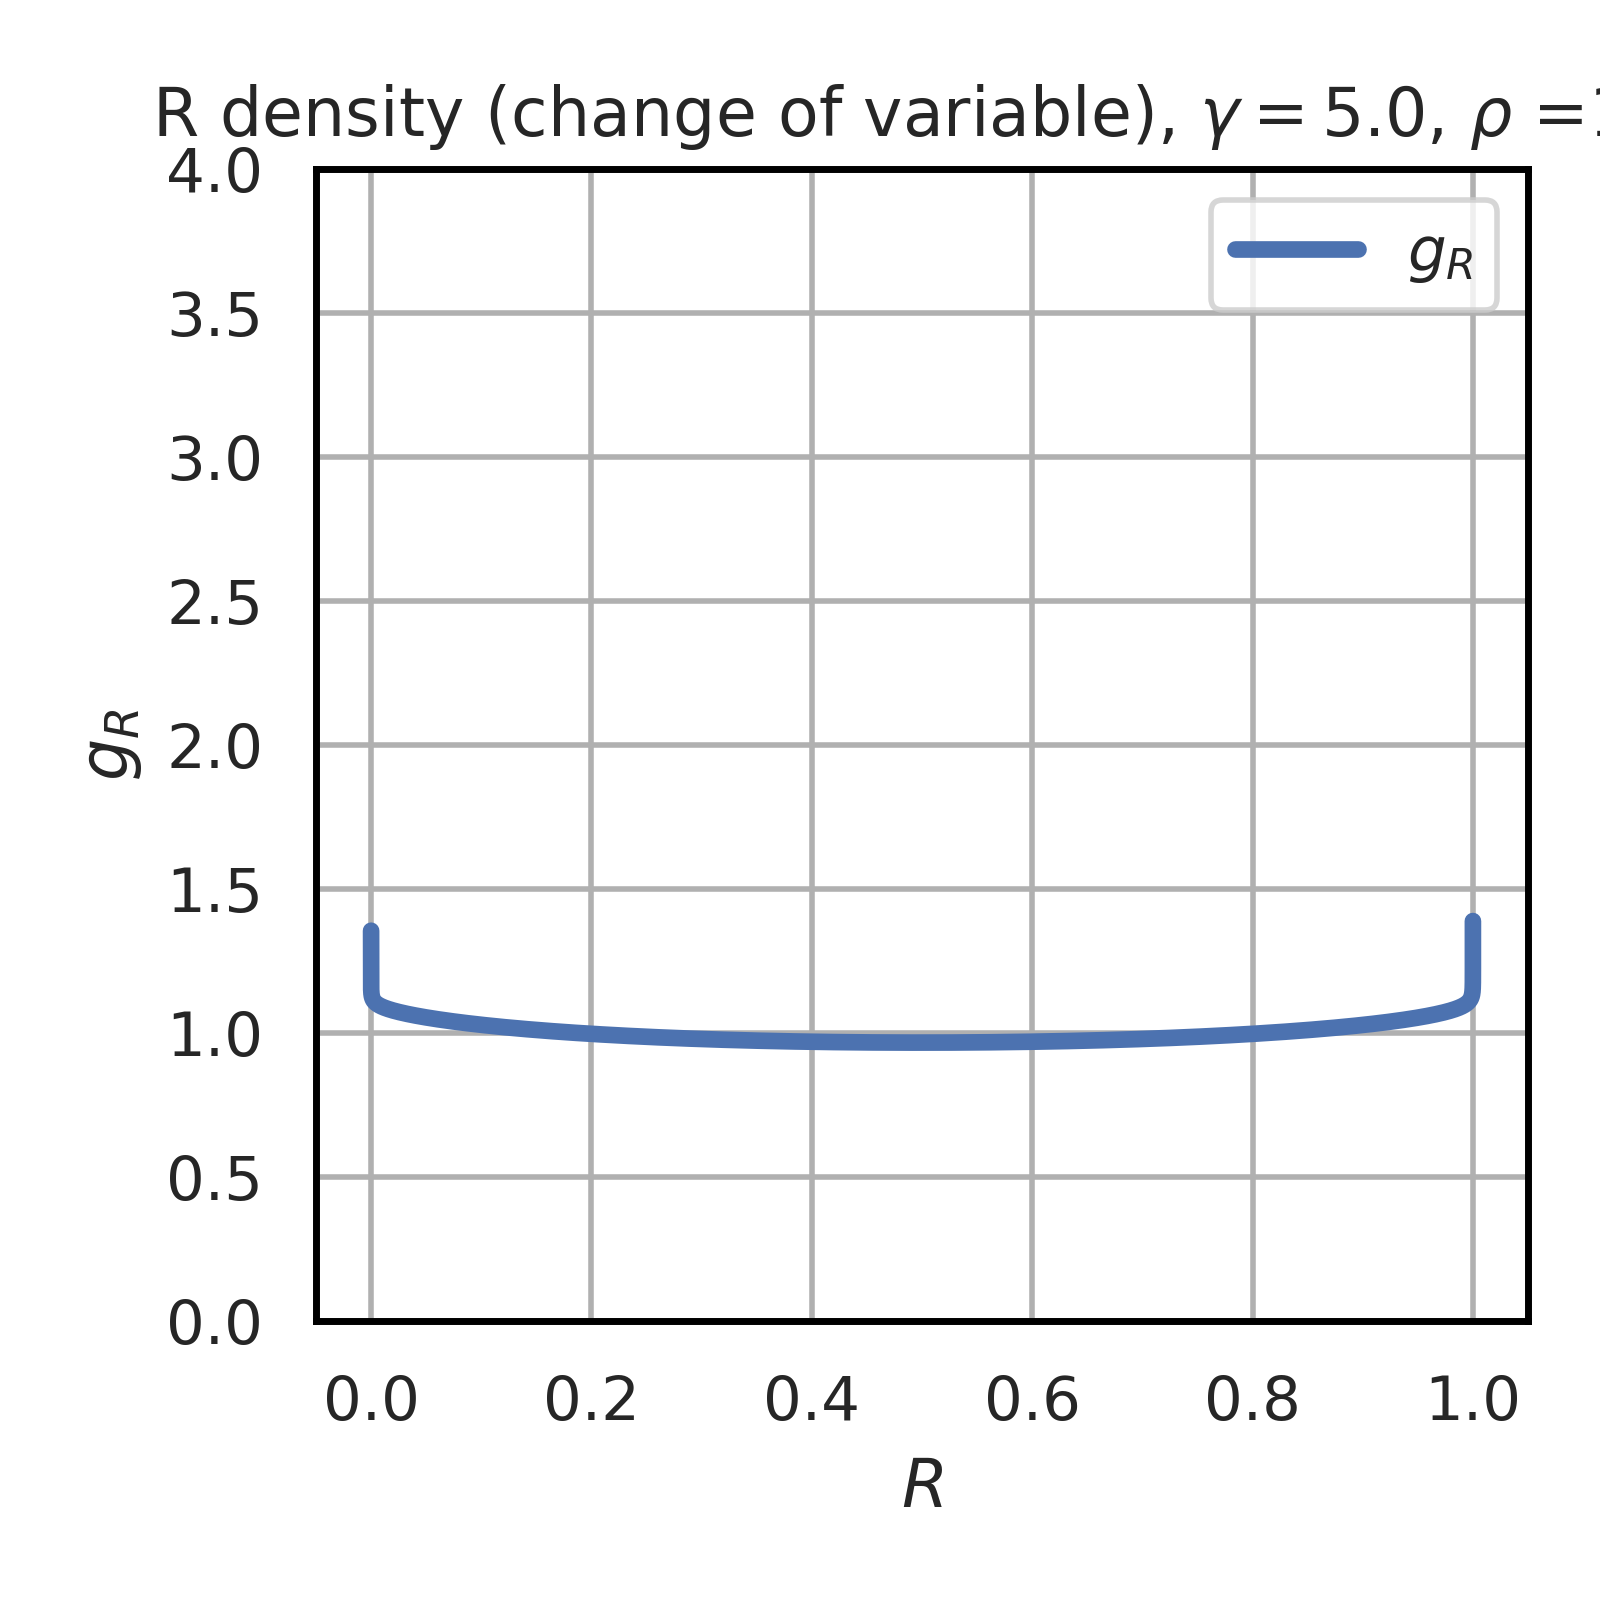 R density (change of variable), γ = 5.0, ρ =
g_R
4.0
3.5
3.0
2.5
2.0
1.5
1.0
0.5
0.0
g_R
0.0 0.2 0.4 0.6 0.8 1.0
R